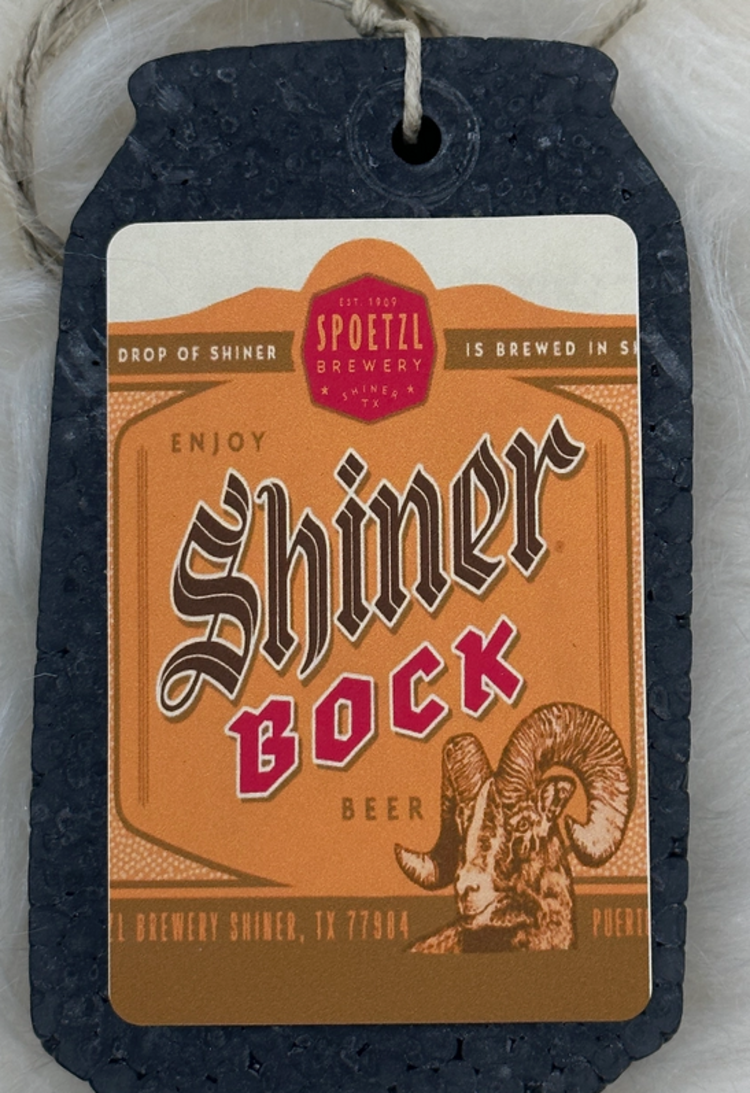 EST. 1909
SPOETZL
BREWERY
SHINER
TX
DROP OF SHINER
IS BREWED IN
ENJOY
Shiner
BOCK
BEER
BREWERY SHINER, TX 77984